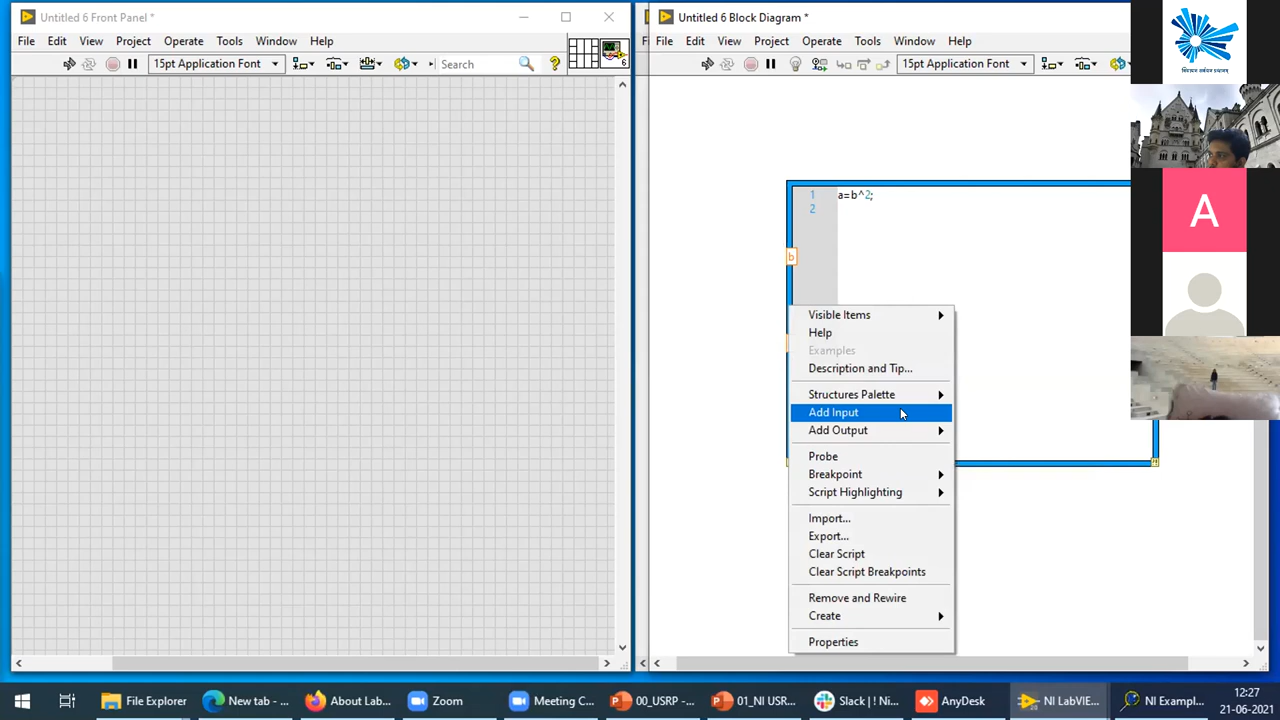 Untitled 6 Front Panel *
File Edit View Project Operate Tools Window Help
15pt Application Font
Search
?
6
Untitled 6 Block Diagram *
File Edit View Project Operate Tools Window Help
15pt Application Font
1 a=b^2;
2
b
Visible Items
Help
Examples
Description and Tip...
Structures Palette
Add Input
Add Output
Probe
Breakpoint
Script Highlighting
Import...
Export...
Clear Script
Clear Script Breakpoints
Remove and Rewire
Create
Properties
A
File Explorer
New tab - ...
About Lab...
Zoom
Meeting C...
00_USRP -...
01_NI USR...
Slack | ! Ni...
AnyDesk
NI LabVIE...
NI Exampl...
12:27
21-06-2021